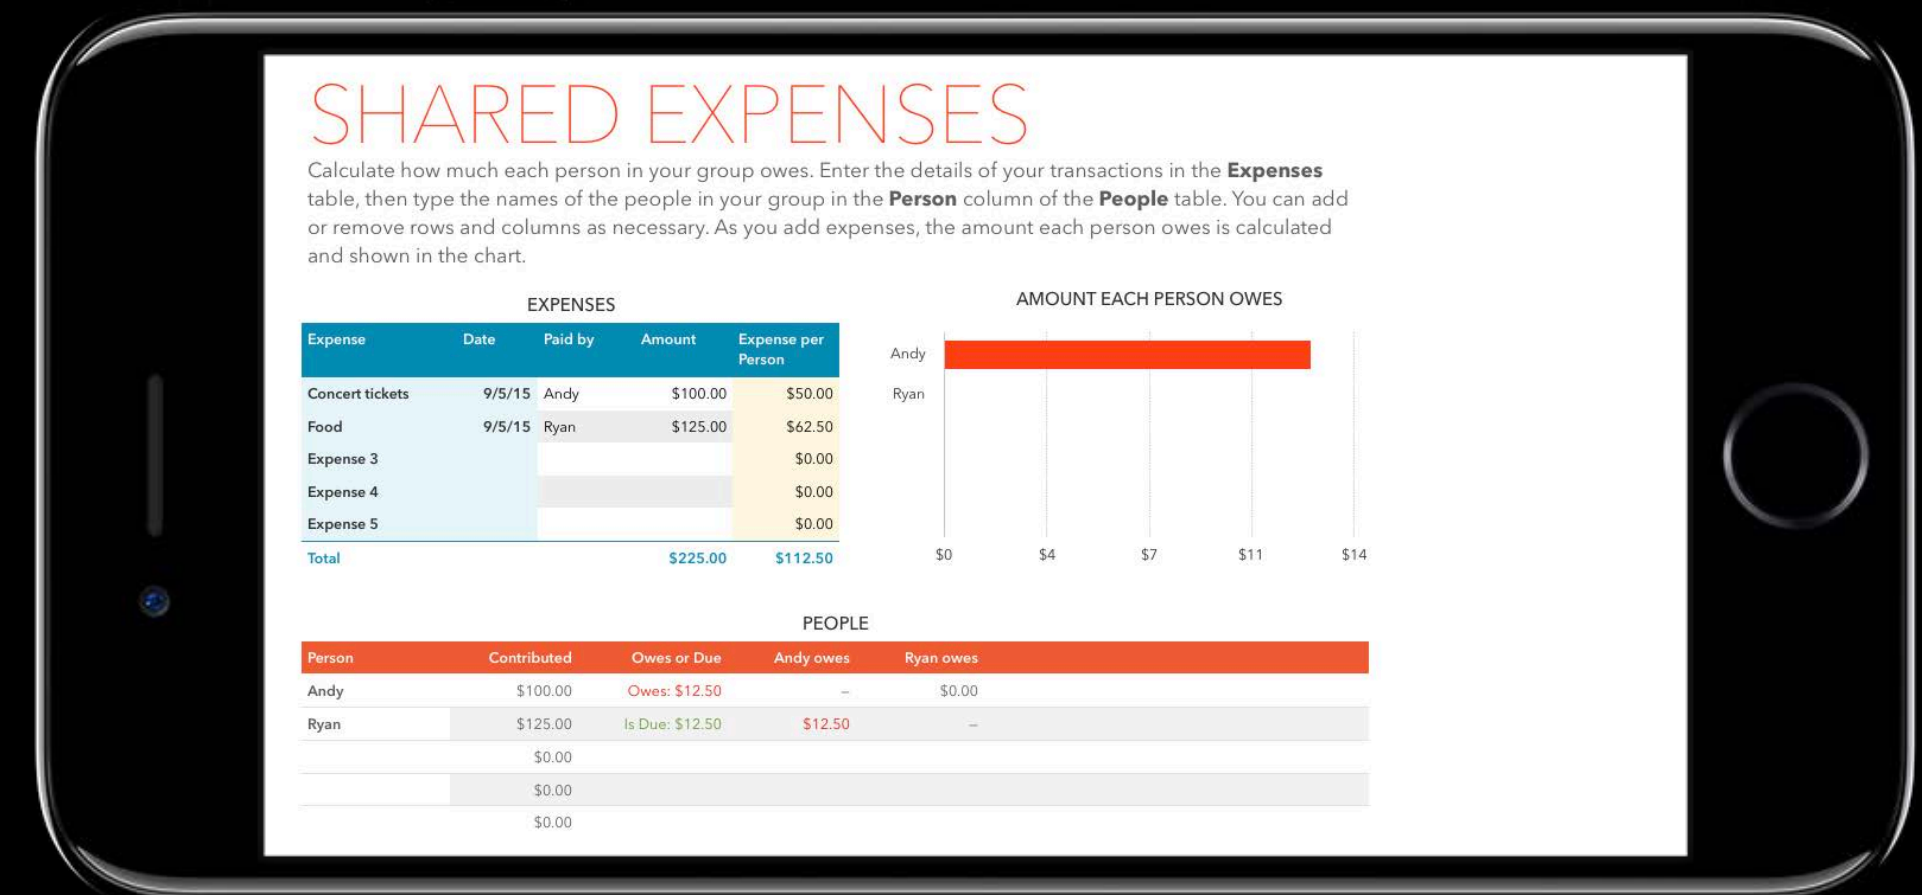 SHARED EXPENSES
Calculate how much each person in your group owes. Enter the details of your transactions in the Expenses
table, then type the names of the people in your group in the Person column of the People table. You can add
or remove rows and columns as necessary. As you add expenses, the amount each person owes is calculated
and shown in the chart.
EXPENSES
Expense Date Paid by Amount Expense per
Person
Concert tickets 9/5/15 Andy $100.00 $50.00
Food 9/5/15 Ryan $125.00 $62.50
Expense 3 $0.00
Expense 4 $0.00
Expense 5 $0.00
Total $225.00 $112.50
AMOUNT EACH PERSON OWES
Andy
Ryan
$0 $4 $7 $11 $14
PEOPLE
Person Contributed Owes or Due Andy owes Ryan owes
Andy $100.00 Owes: $12.50 – $0.00
Ryan $125.00 Is Due: $12.50 $12.50 –
$0.00
$0.00
$0.00